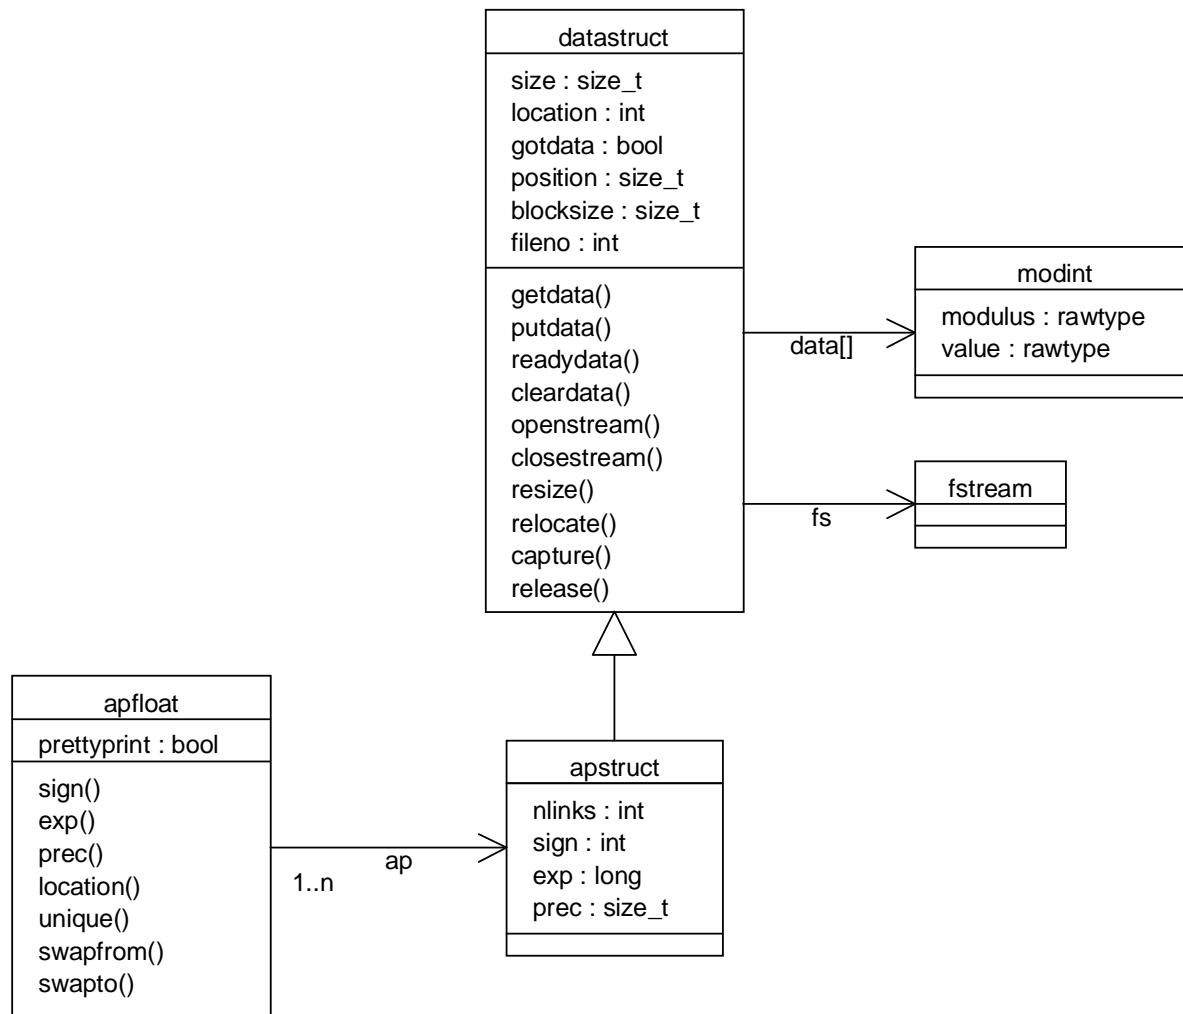 datastruct
size : size_t
location : int
gotdata : bool
position : size_t
blocksize : size_t
fileno : int
getdata()
putdata()
readydata()
cleardata()
openstream()
closestream()
resize()
relocate()
capture()
release()
data[]
modint
modulus : rawtype
value : rawtype
fs
fstream
apfloat
prettyprint : bool
sign()
exp()
prec()
location()
unique()
swapfrom()
swapto()
ap
1..n
apstruct
nlinks : int
sign : int
exp : long
prec : size_t